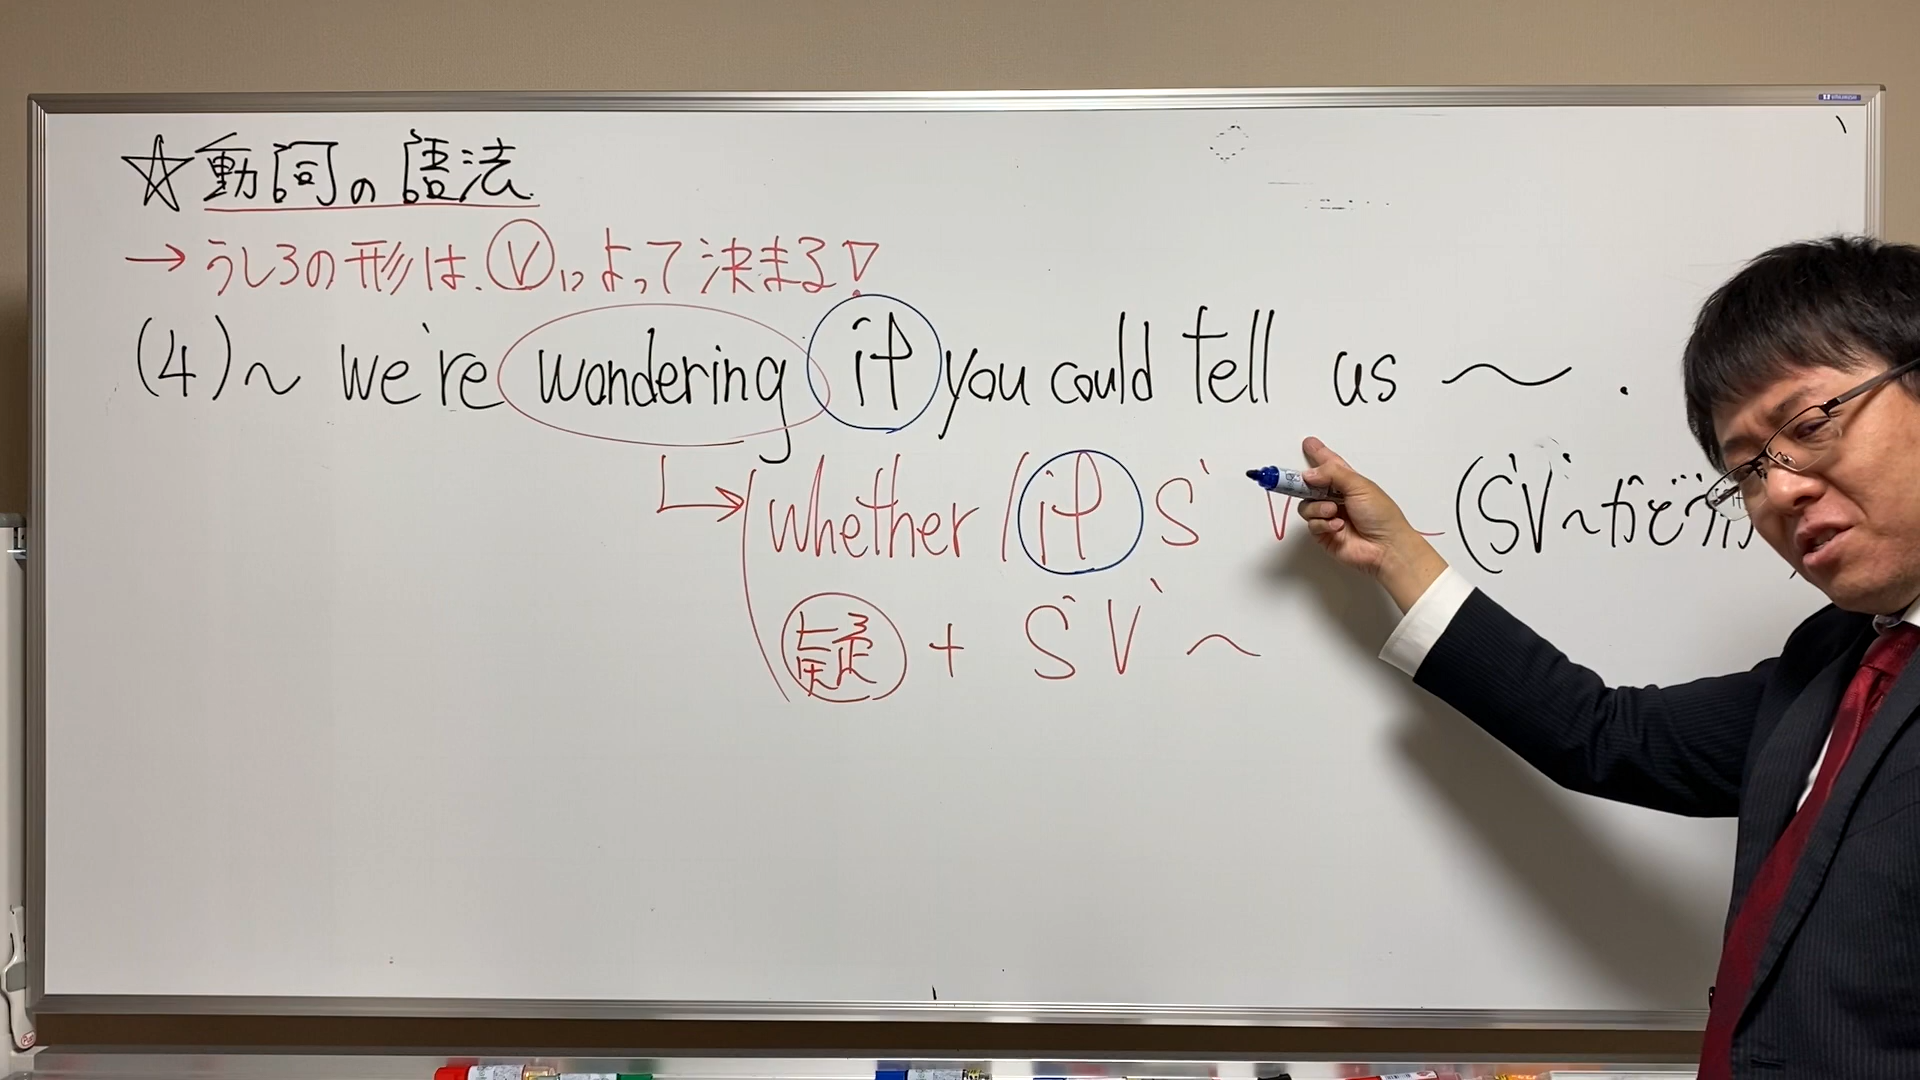 ☆動詞の語法
→うしろの形は、Ⓥによって決まる!
(4)〜 we're wondering if you could tell us 〜 .
whether / if S' V' 〜 (S'V'〜かどうか
疑 + S'V' 〜